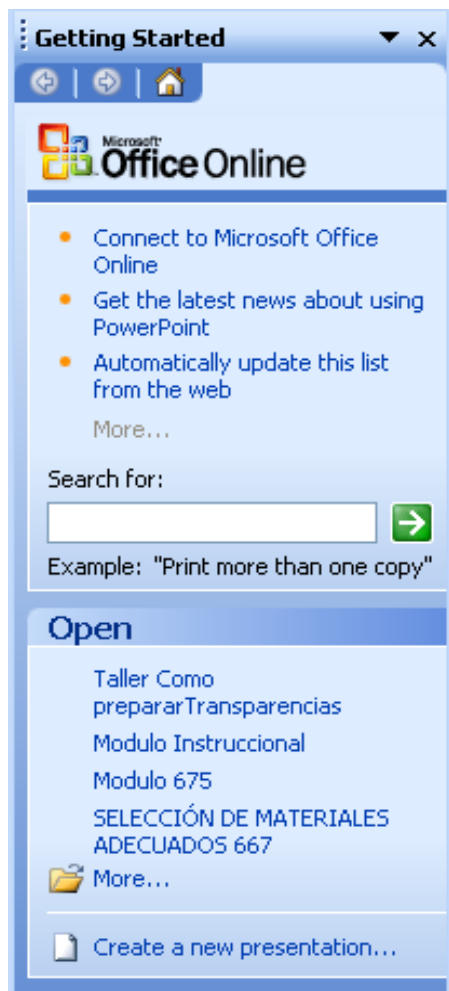 Getting Started
Microsoft
Office Online
Connect to Microsoft Office
Online
Get the latest news about using
PowerPoint
Automatically update this list
from the web
More...
Search for:
Example: "Print more than one copy"
Open
Taller Como
prepararTransparencias
Modulo Instruccional
Modulo 675
SELECCIÓN DE MATERIALES
ADECUADOS 667
More...
Create a new presentation...